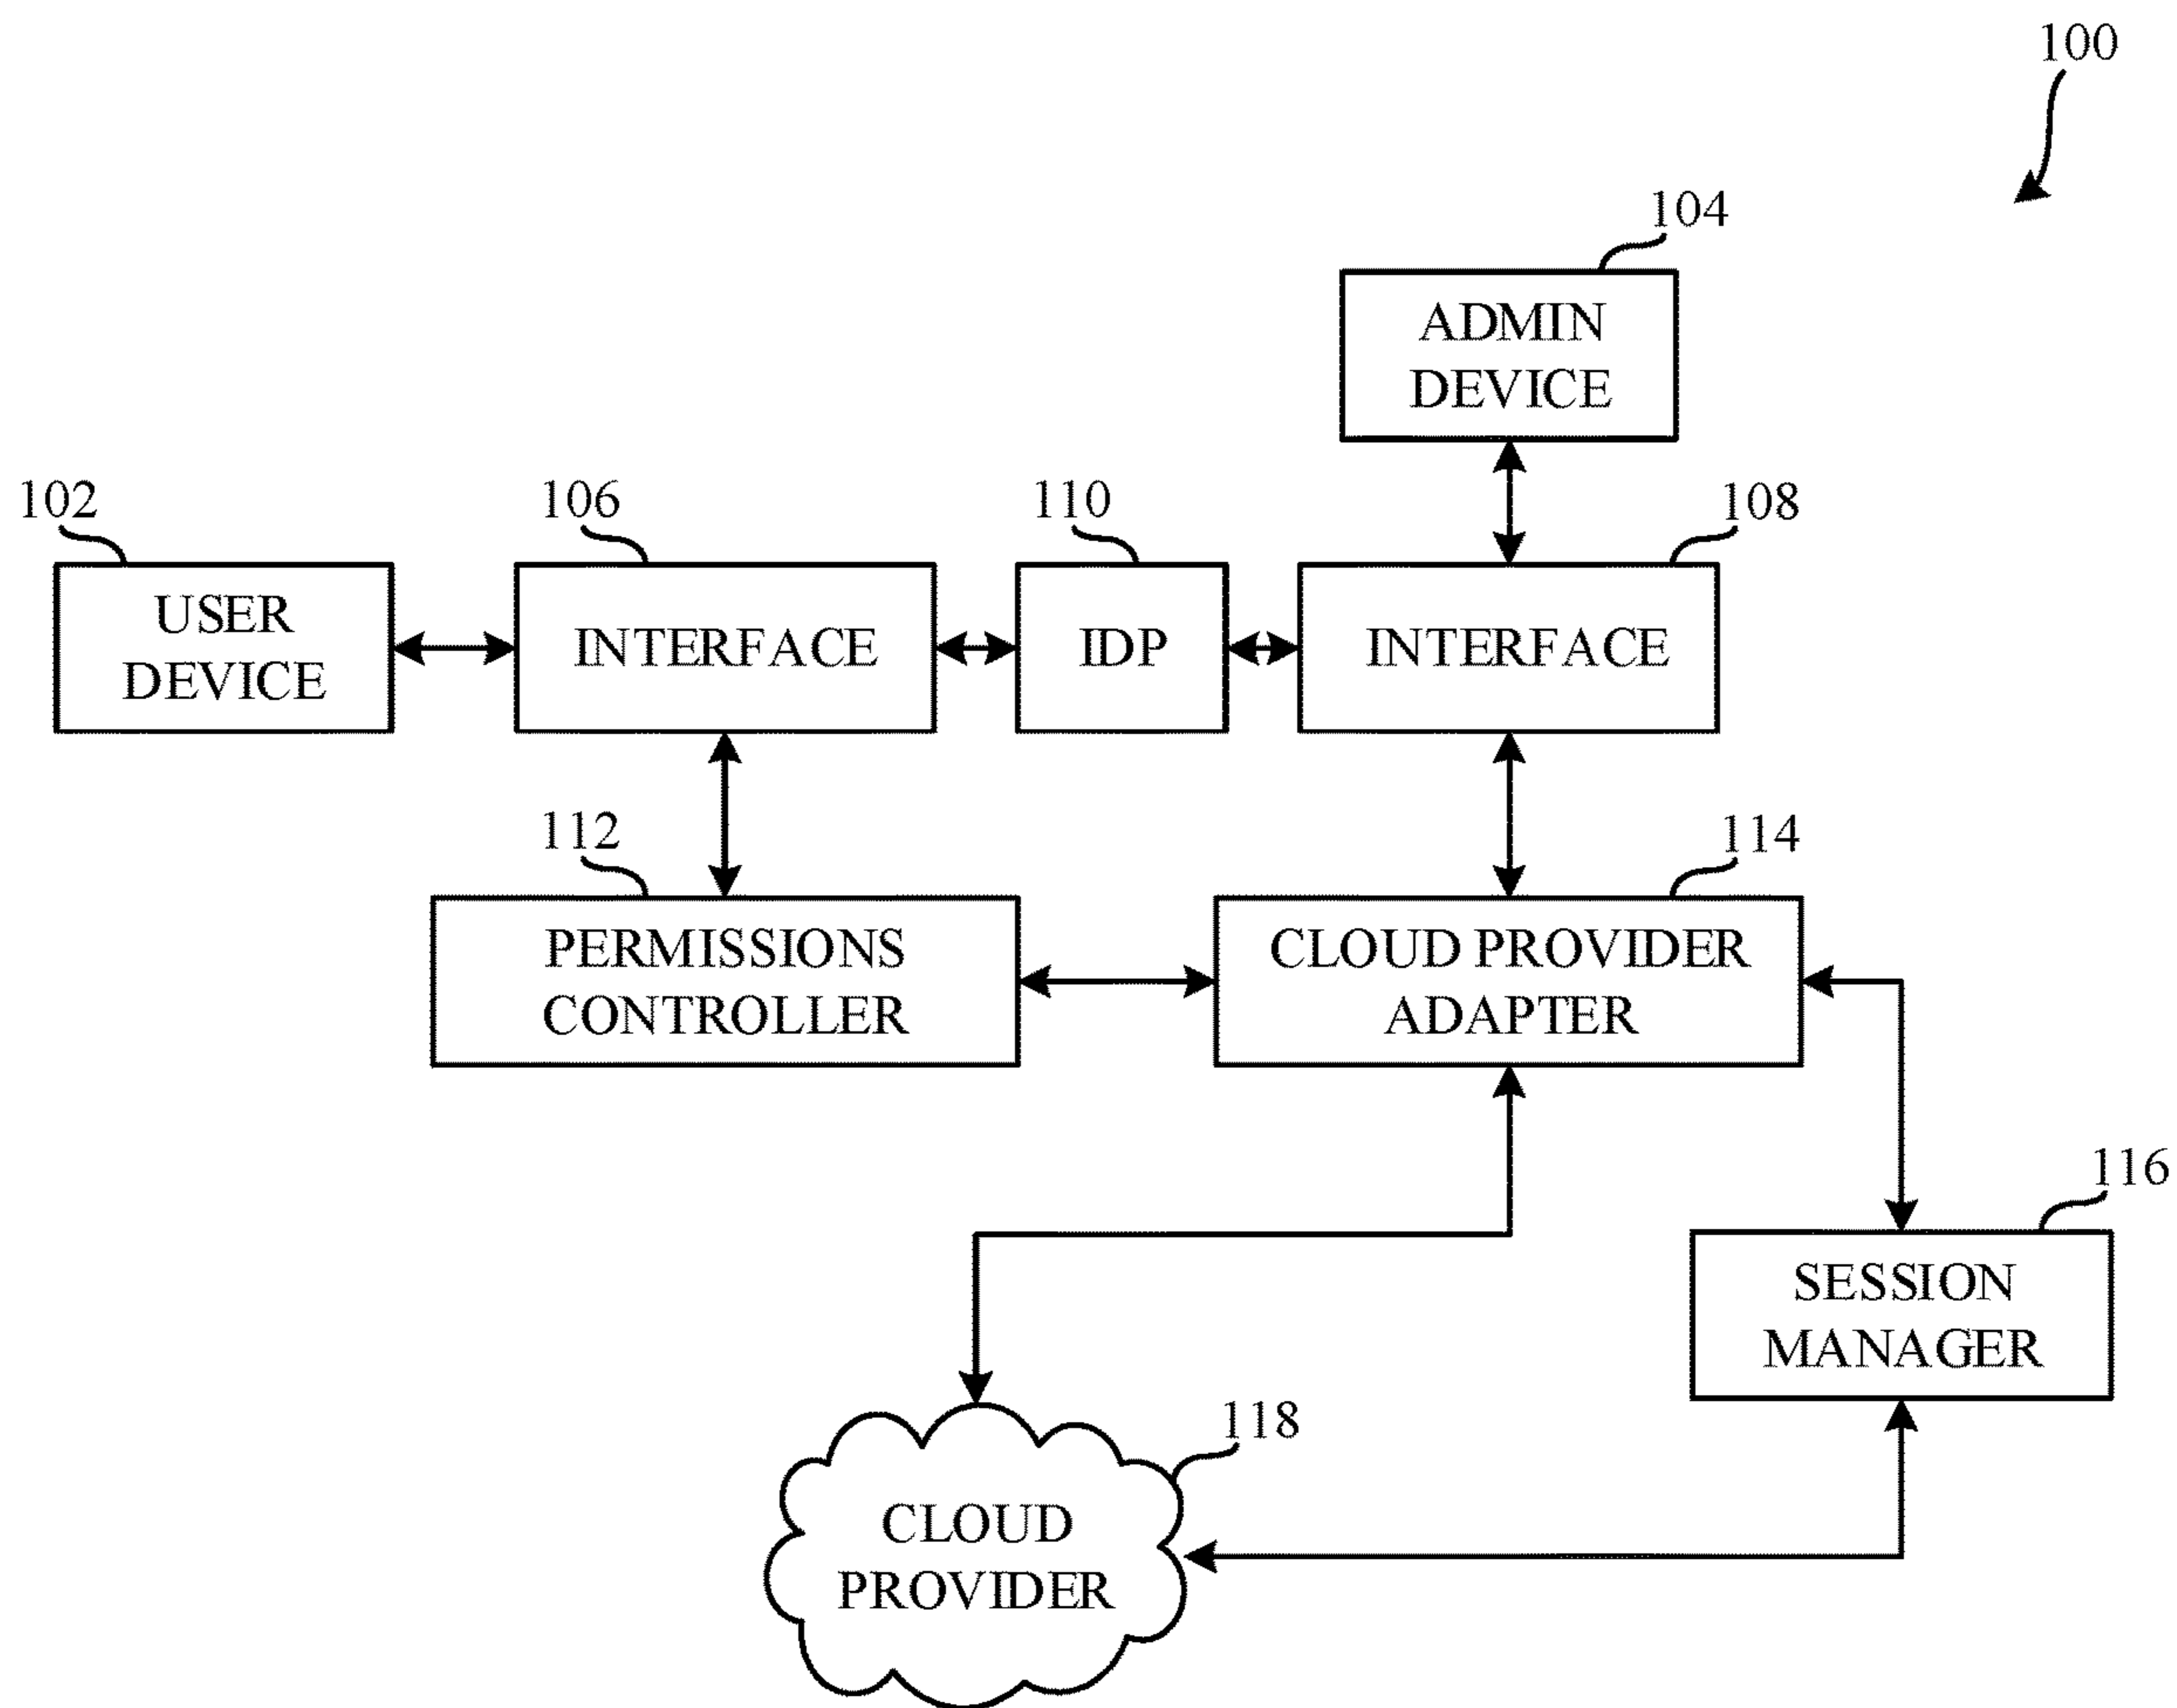 100
104
ADMIN
DEVICE
102
106
110
108
USER
DEVICE
INTERFACE
IDP
INTERFACE
112
114
PERMISSIONS
CONTROLLER
CLOUD PROVIDER
ADAPTER
116
SESSION
MANAGER
118
CLOUD
PROVIDER